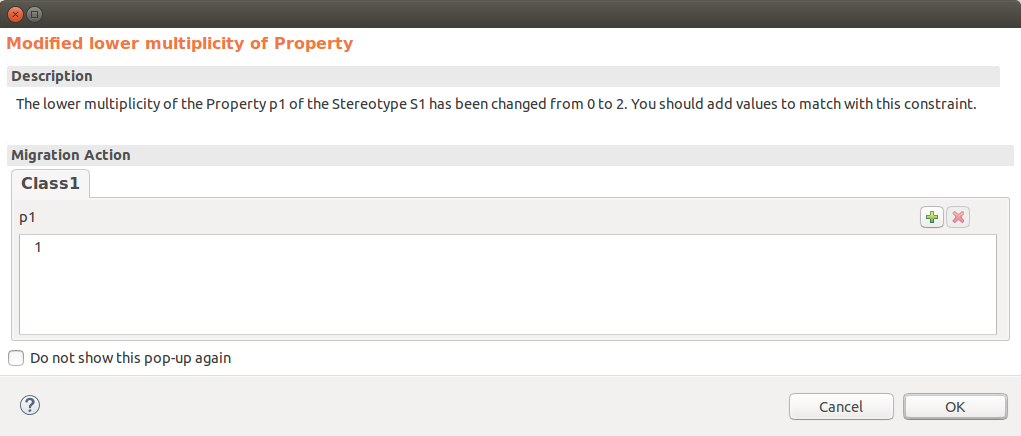 Modified lower multiplicity of Property
Description
The lower multiplicity of the Property p1 of the Stereotype S1 has been changed from 0 to 2. You should add values to match with this constraint.
Migration Action
Class1
p1
1
Do not show this pop-up again
?
Cancel
OK